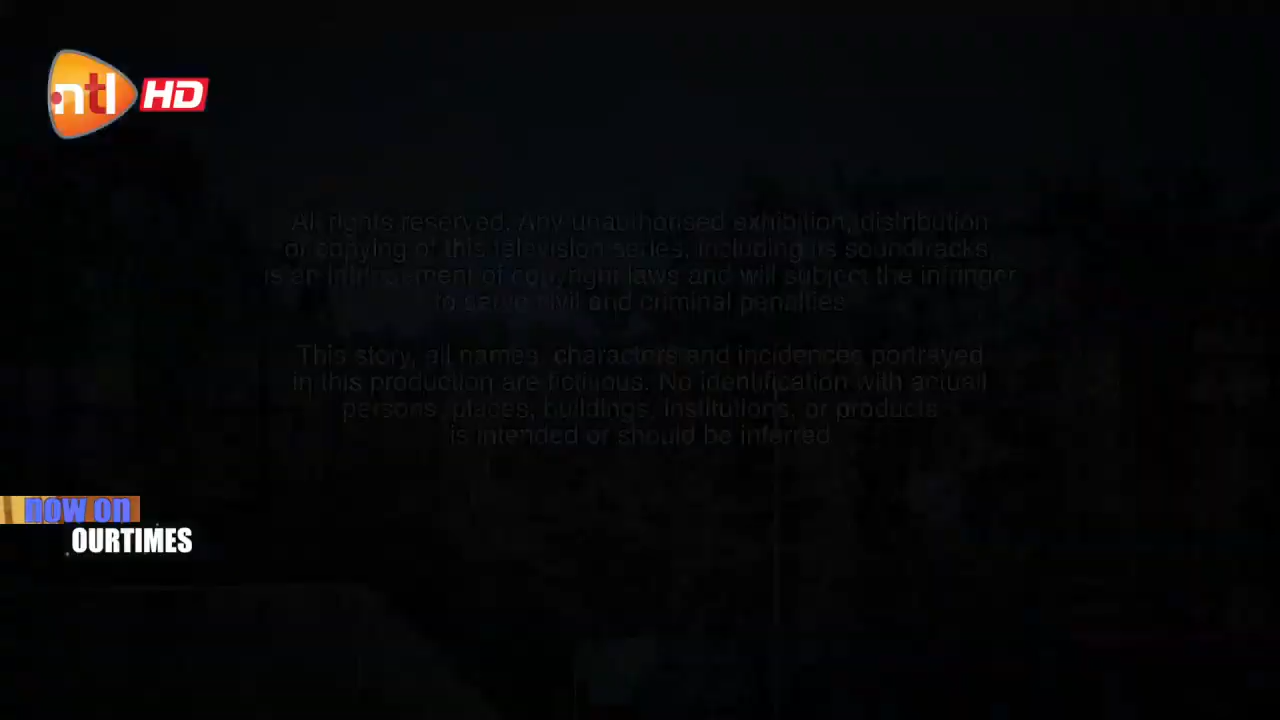 ntl HD
All rights reserved. Any unauthorised exhibition, distribution
or copying of this television series, including its soundtracks
is an infringement of copyright laws and will subject the infringer
to serve civil and criminal penalties
This story, all names, characters and incidences portrayed
in this production are fictitious. No identification with actuall
persons, places, buildings, institutions, or products
is intended or should be inferred
now on
OURTIMES